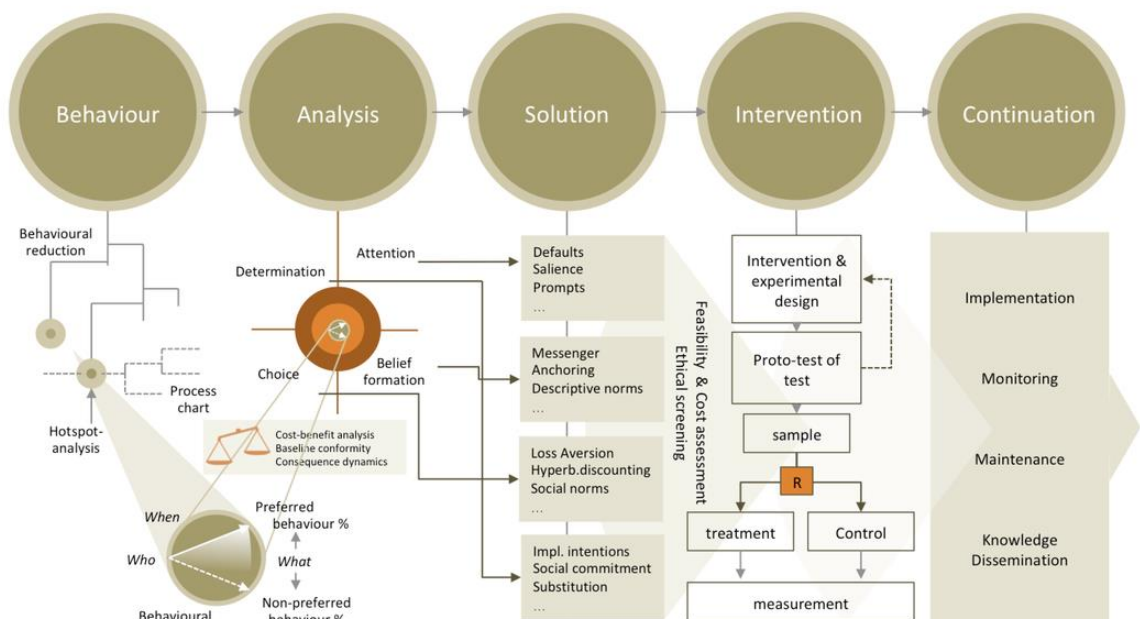 Behaviour
Analysis
Solution
Intervention
Continuation
Behavioural
reduction
Process
chart
Hotspot-
analysis
When
Who
What
Preferred
behaviour %
Non-preferred
behaviour %
Behavioural
Attention
Determination
Choice
Belief
formation
Cost-benefit analysis
Baseline conformity
Consequence dynamics
Defaults
Salience
Prompts
...
Messenger
Anchoring
Descriptive norms
...
Loss Aversion
Hyperb.discounting
Social norms
...
Impl. intentions
Social commitment
Substitution
...
Feasibility & Cost assessment
Ethical screening
Intervention &
experimental
design
Proto-test of
test
sample
R
treatment
Control
measurement
Implementation
Monitoring
Maintenance
Knowledge
Dissemination